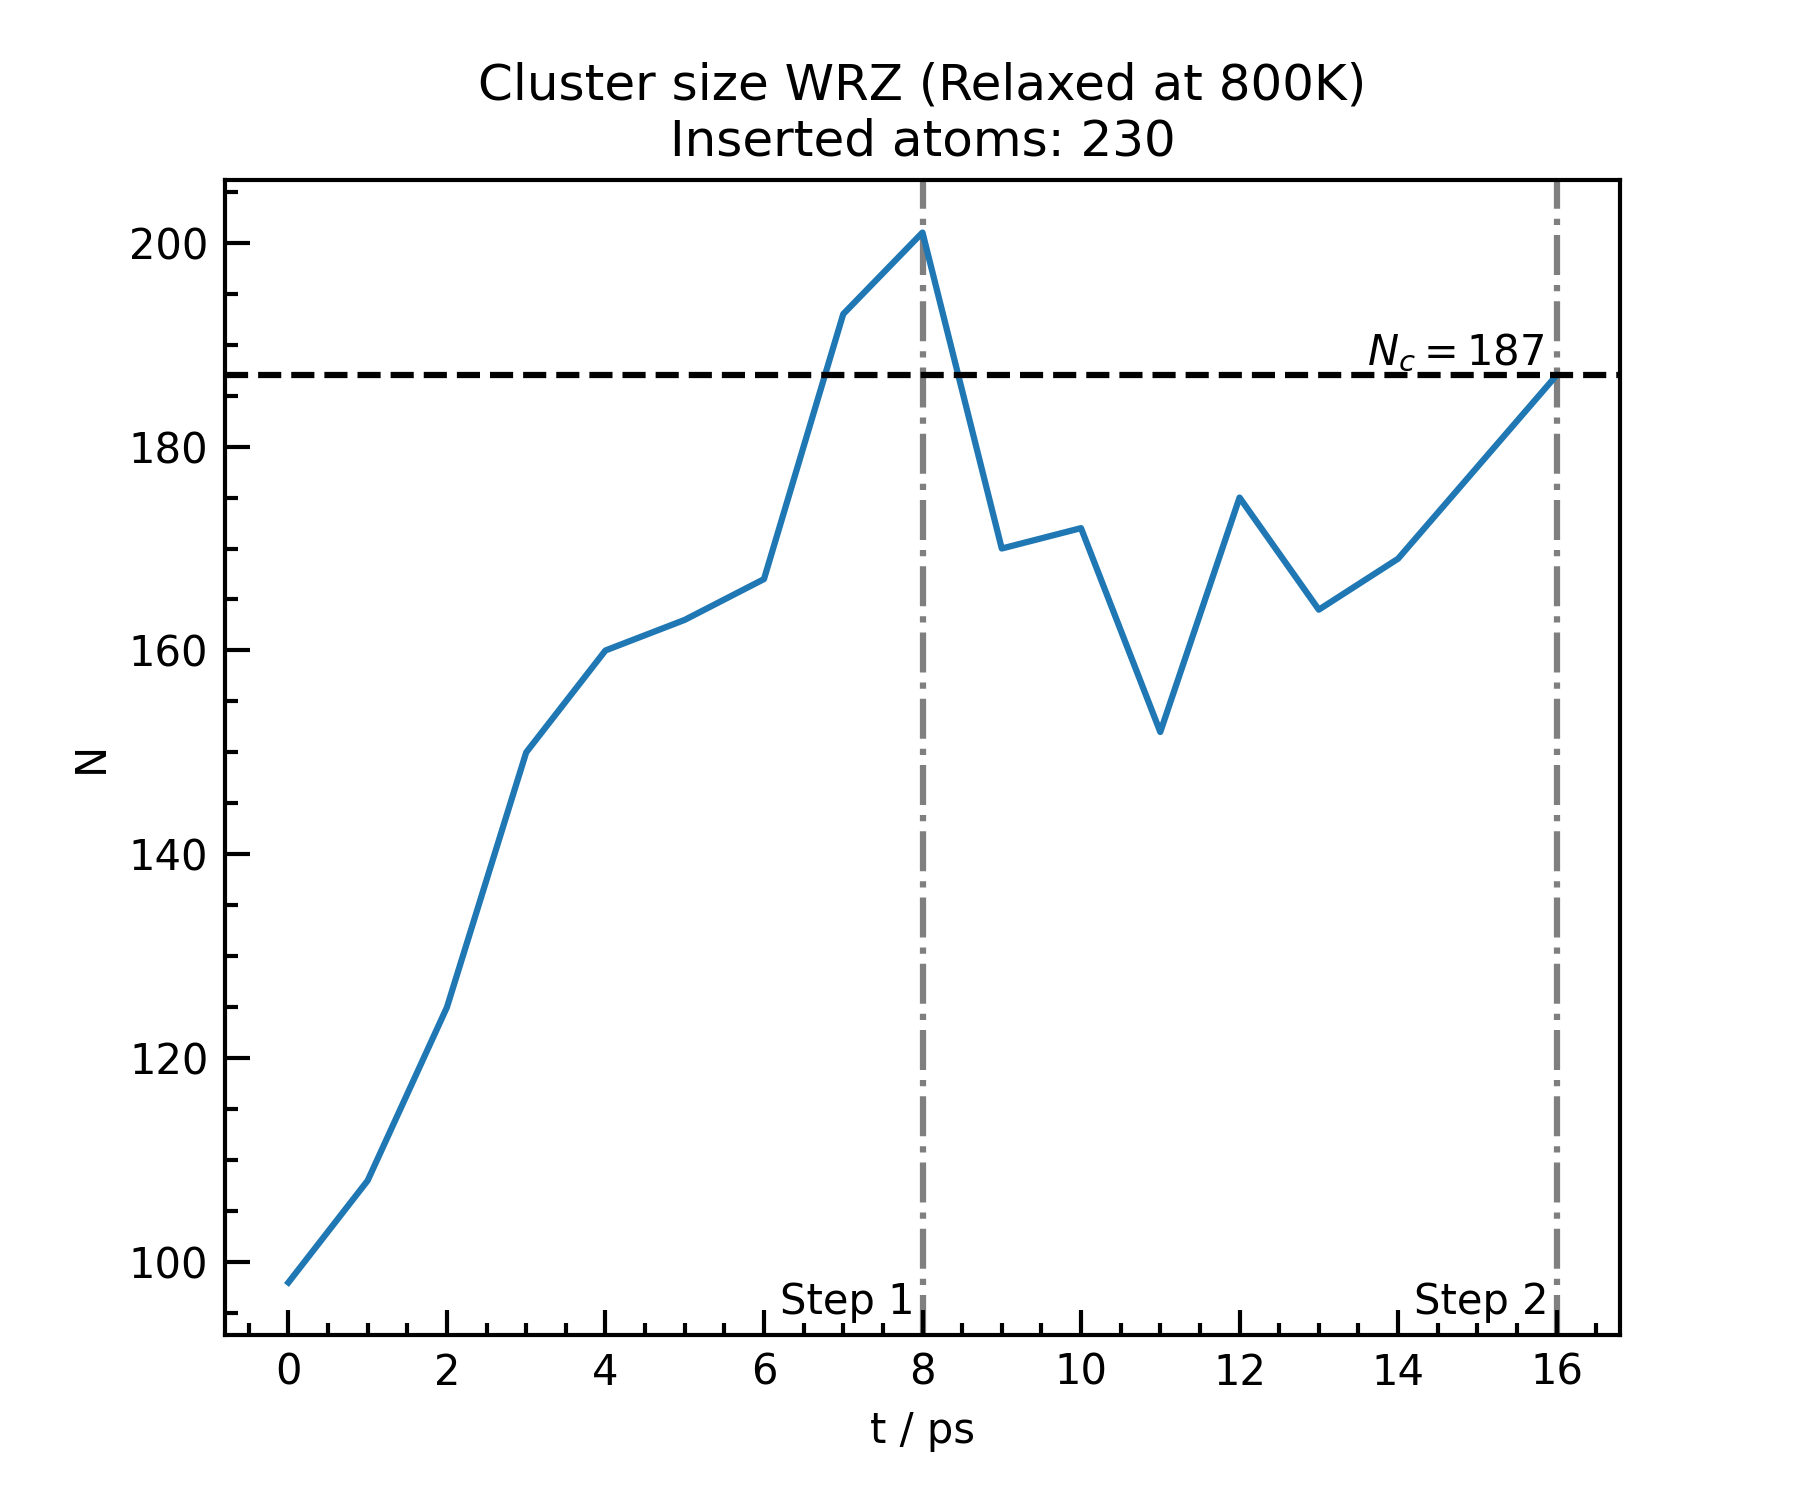 Cluster size WRZ (Relaxed at 800K)
Inserted atoms: 230
200
180
160
140
120
100
N
N_c = 187
Step 1
Step 2
0 2 4 6 8 10 12 14 16
t / ps